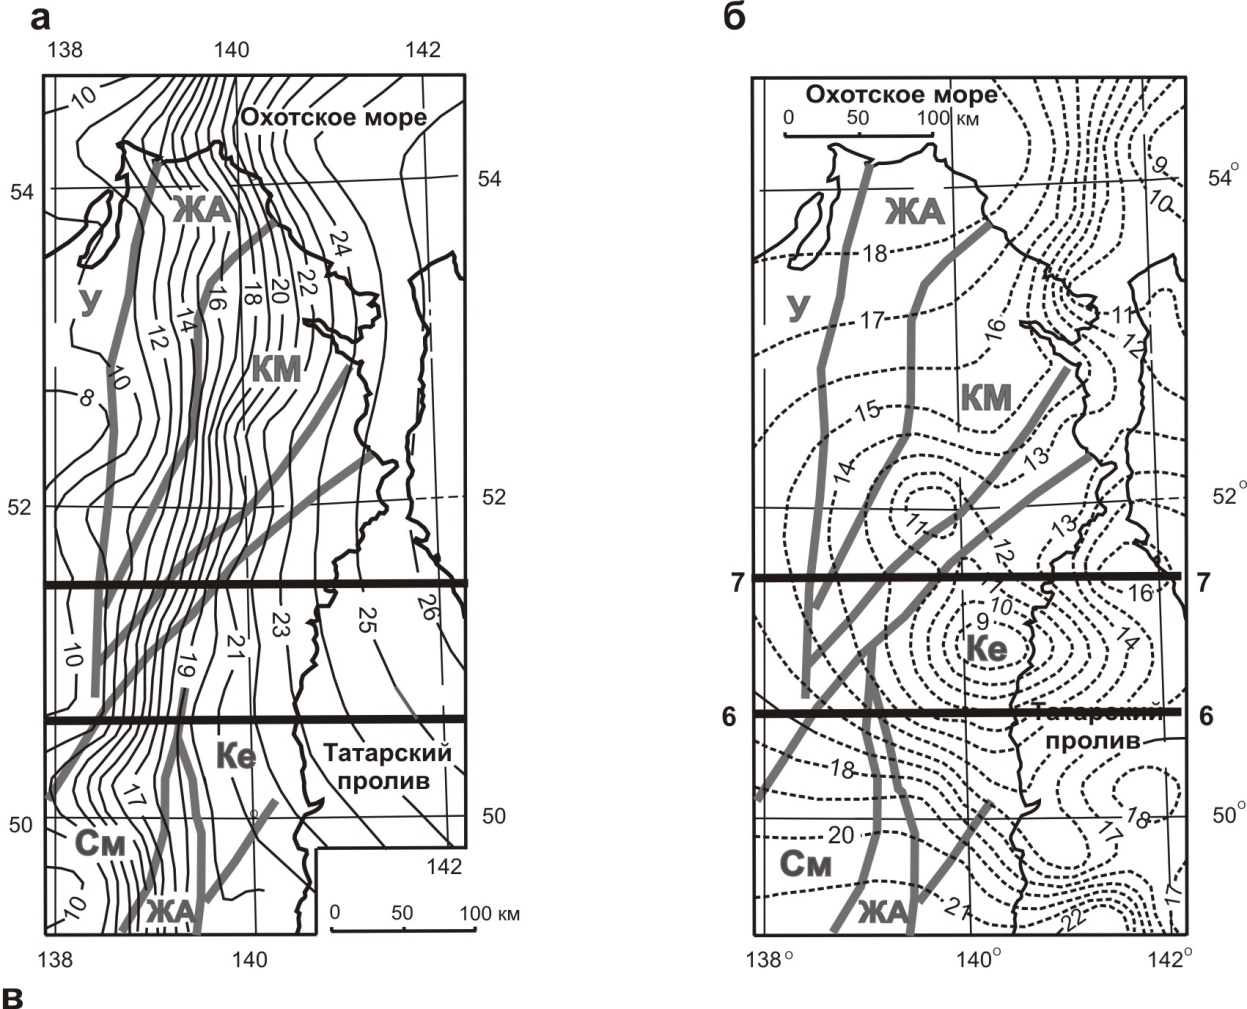 а
138 140 142
10
Охотское море
54 54
ЖА
24
22
20
18
16
14
12
У
КМ
10
8
52 52
10
19
21
23
25
26
17
Ке
Татарский
пролив
50 50
См
10
ЖА
142
0 50 100 км
138 140
б
Охотское море
0 50 100 км
9
10
54°
ЖА
18
У
17
16
11
12
КМ
15
14
13
11
52°
13
12
7 7
11
10
9
16
14
Ке
6 6
Татарский
пролив
18
18
17
50°
20
См
17
ЖА
21
22
138° 140° 142°
в